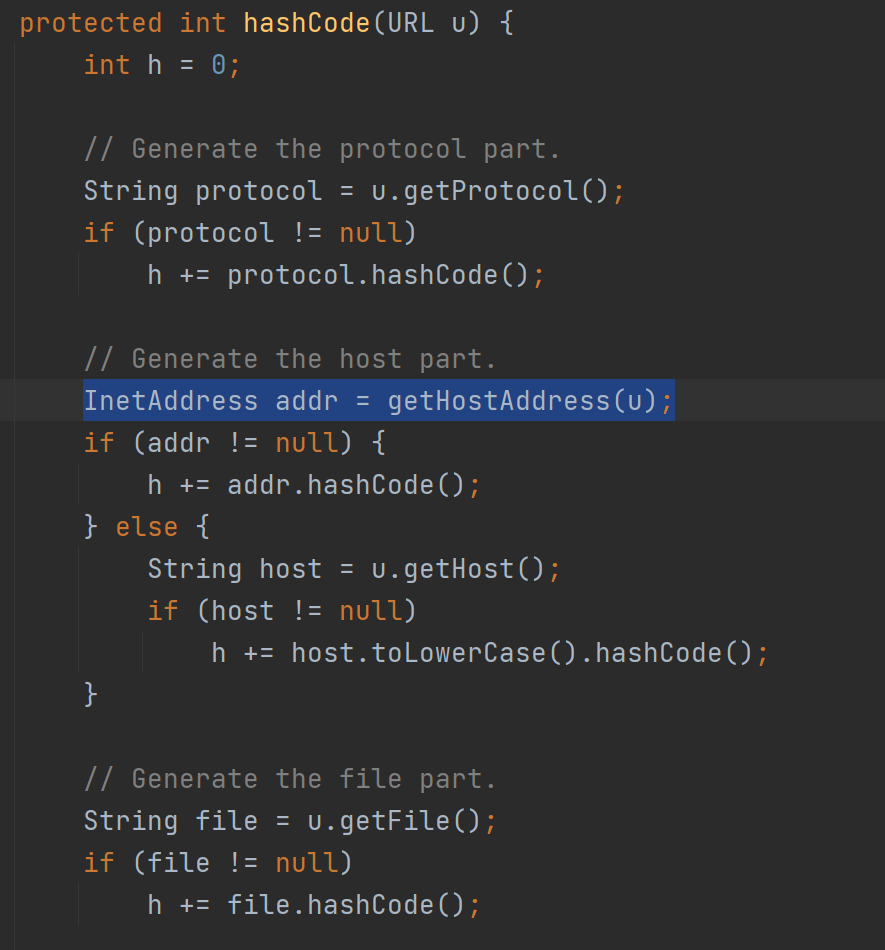 protected int hashCode(URL u) {
    int h = 0;

    // Generate the protocol part.
    String protocol = u.getProtocol();
    if (protocol != null)
        h += protocol.hashCode();

    // Generate the host part.
    InetAddress addr = getHostAddress(u);
    if (addr != null) {
        h += addr.hashCode();
    } else {
        String host = u.getHost();
        if (host != null)
            h += host.toLowerCase().hashCode();
    }

    // Generate the file part.
    String file = u.getFile();
    if (file != null)
        h += file.hashCode();